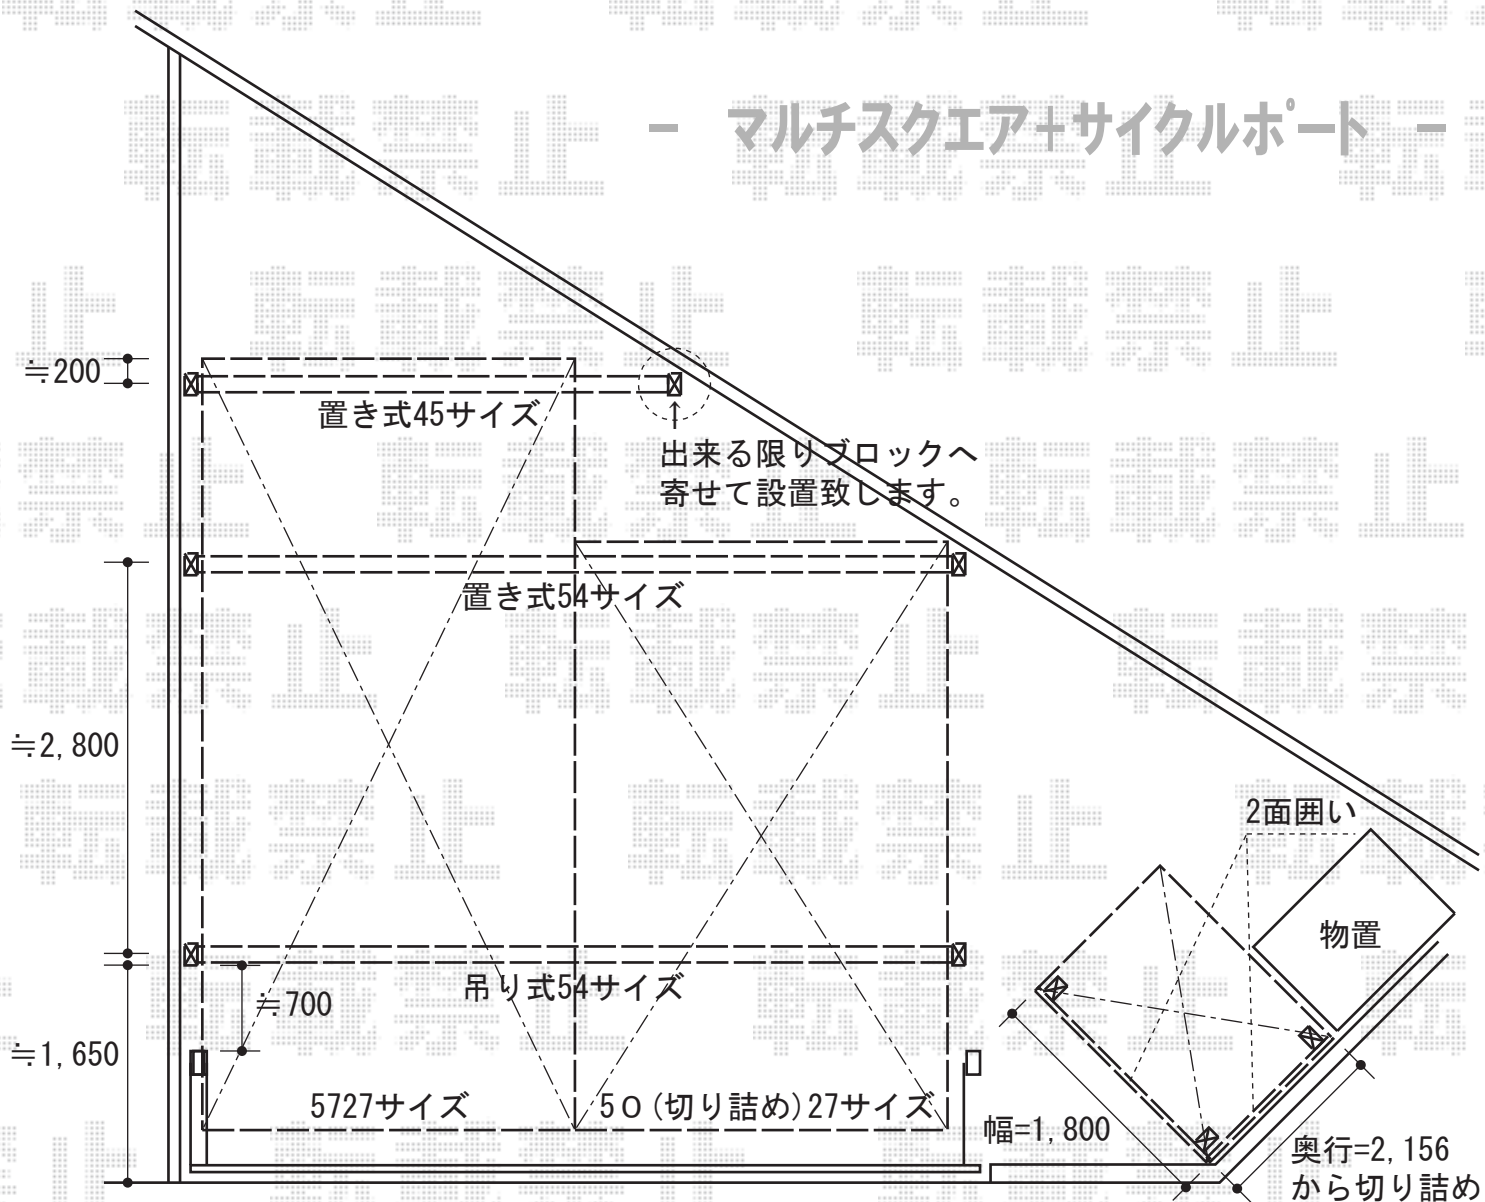 － マルチスクエア＋サイクルポート －
転載禁止
≒200
置き式45サイズ
↑
出来る限りブロックへ
寄せて設置致します。
置き式54サイズ
≒2,800
2面囲い
物置
吊り式54サイズ
≒700
≒1,650
5727サイズ
50(切り詰め)27サイズ
幅=1,800
奥行=2,156
から切り詰め